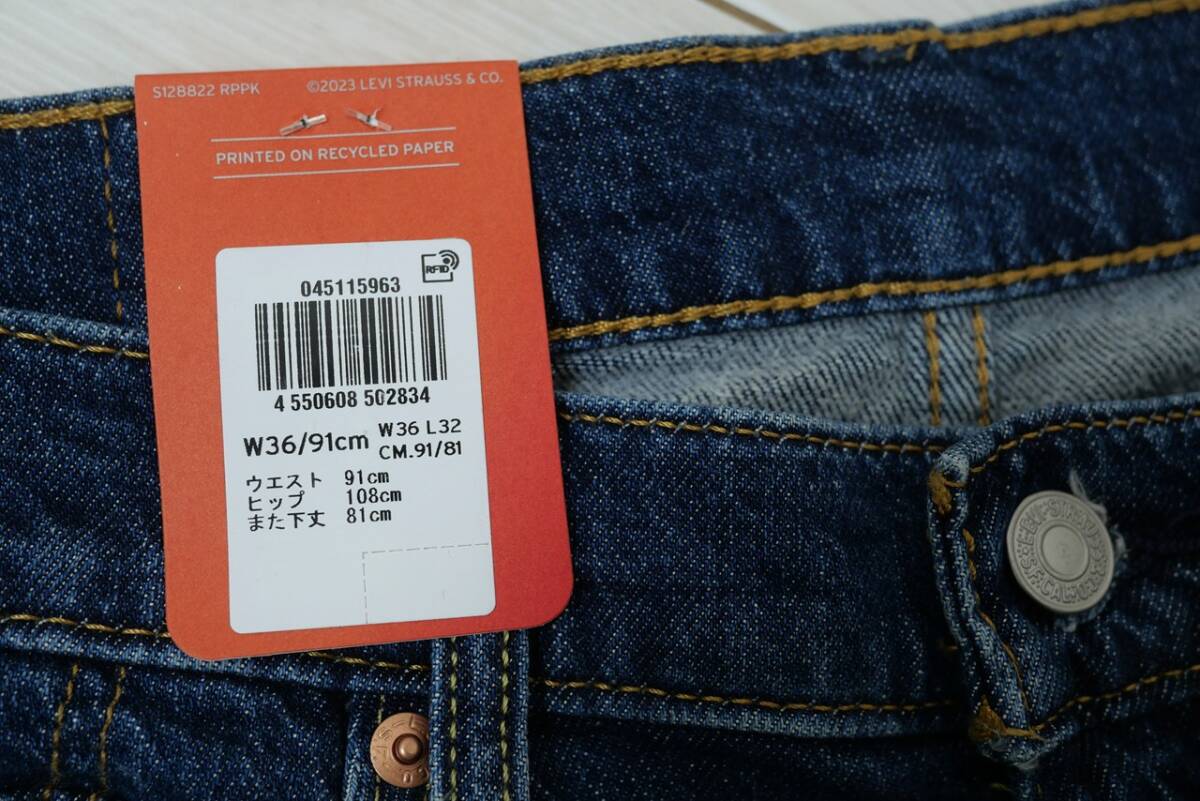 S128822 RPPK
©2023 LEVI STRAUSS & CO.
PRINTED ON RECYCLED PAPER
RFID
045115963
4 550608 502834
W36/91cm
W36 L32
CM.91/81
ウエスト 91cm
ヒップ 108cm
また下丈 81cm